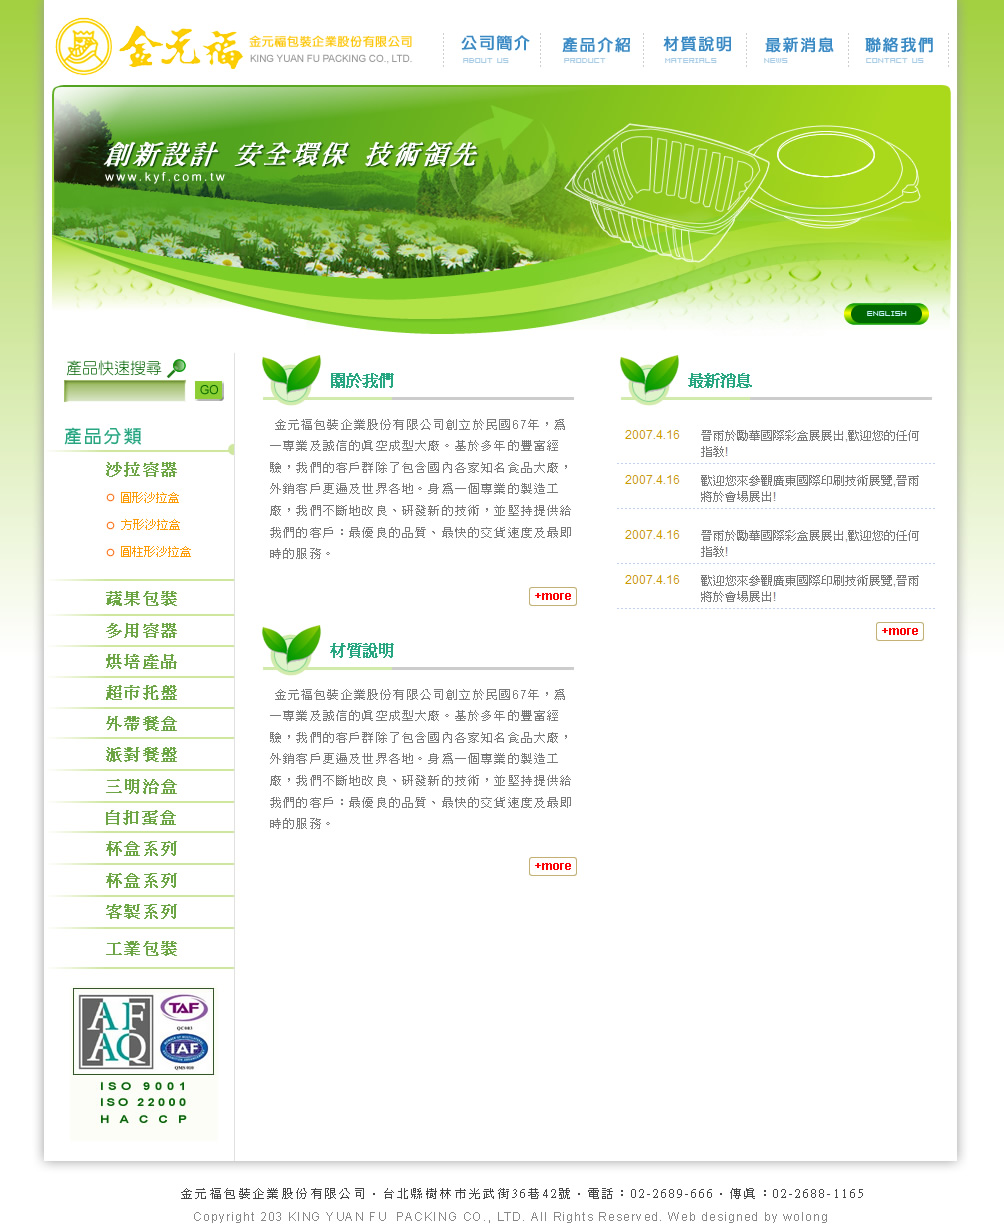 金元福 金元福包裝企業股份有限公司
KING YUAN FU PACKING CO., LTD.
公司簡介 產品介紹 材質說明 最新消息 聯絡我們
ABOUT US PRODUCT MATERIALS NEWS CONTACT US
創新設計 安全環保 技術領先
www.kyf.com.tw
ENGLISH
產品快速搜尋
GO
產品分類
沙拉容器
圓形沙拉盒
方形沙拉盒
圓柱形沙拉盒
蔬果包裝
多用容器
烘培產品
超市托盤
外帶餐盒
派對餐盤
三明治盒
自扣蛋盒
杯盒系列
杯盒系列
客製系列
工業包裝
AFAQ
TAF
QC 043
IAF
QMS 010
ISO 9001
ISO 22000
HACCP
關於我們
金元福包裝企業股份有限公司創立於民國67年，為
一專業及誠信的真空成型大廠。基於多年的豐富經
驗，我們的客戶群除了包含國內各家知名食品大廠，
外銷客戶更遍及世界各地。身為一個專業的製造工
廠，我們不斷地改良、研發新的技術，並堅持提供給
我們的客戶：最優良的品質、最快的交貨速度及最即
時的服務。
+more
材質說明
金元福包裝企業股份有限公司創立於民國67年，為
一專業及誠信的真空成型大廠。基於多年的豐富經
驗，我們的客戶群除了包含國內各家知名食品大廠，
外銷客戶更遍及世界各地。身為一個專業的製造工
廠，我們不斷地改良、研發新的技術，並堅持提供給
我們的客戶：最優良的品質、最快的交貨速度及最即
時的服務。
+more
最新消息
2007.4.16 晉雨於勵華國際彩盒展展出,歡迎您的任何
指教!
2007.4.16 歡迎您來參觀廣東國際印刷技術展覽,晉雨
將於會場展出!
2007.4.16 晉雨於勵華國際彩盒展展出,歡迎您的任何
指教!
2007.4.16 歡迎您來參觀廣東國際印刷技術展覽,晉雨
將於會場展出!
+more
金元福包裝企業股份有限公司・台北縣樹林市光武街36巷42號・電話：02-2689-666・傳真：02-2688-1165
Copyright 203 KING YUAN FU PACKING CO., LTD. All Rights Reserved. Web designed by wolong